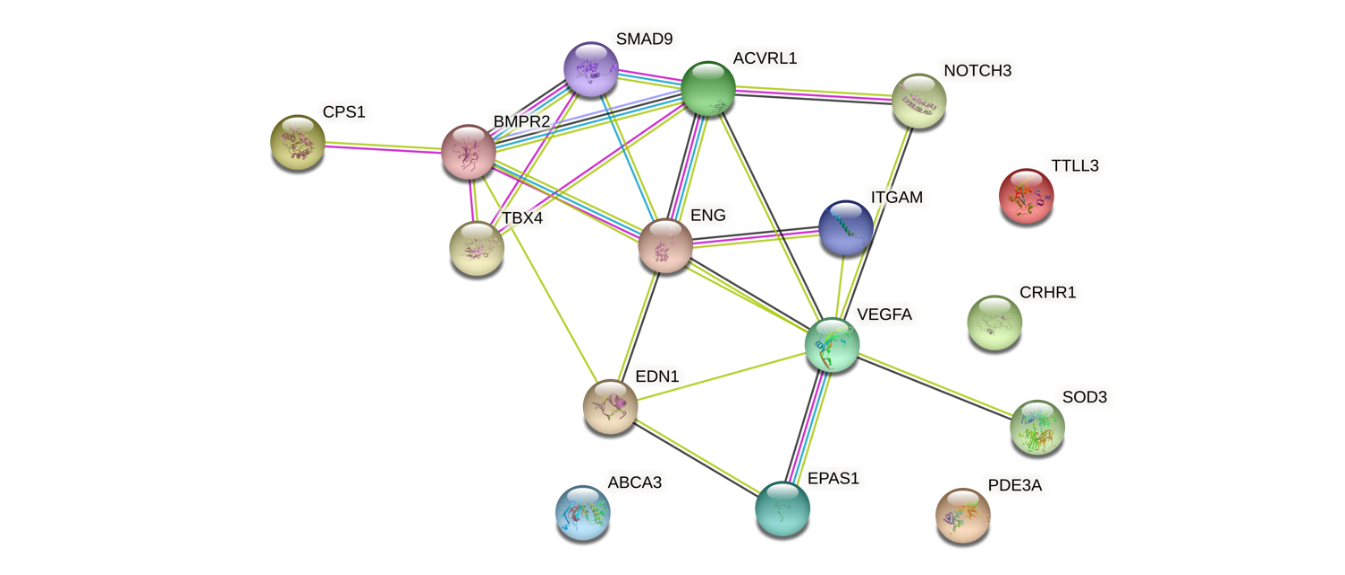 SMAD9
ACVRL1
NOTCH3
CPS1
BMPR2
TTLL3
ITGAM
TBX4
ENG
CRHR1
VEGFA
EDN1
SOD3
EPAS1
ABCA3
PDE3A